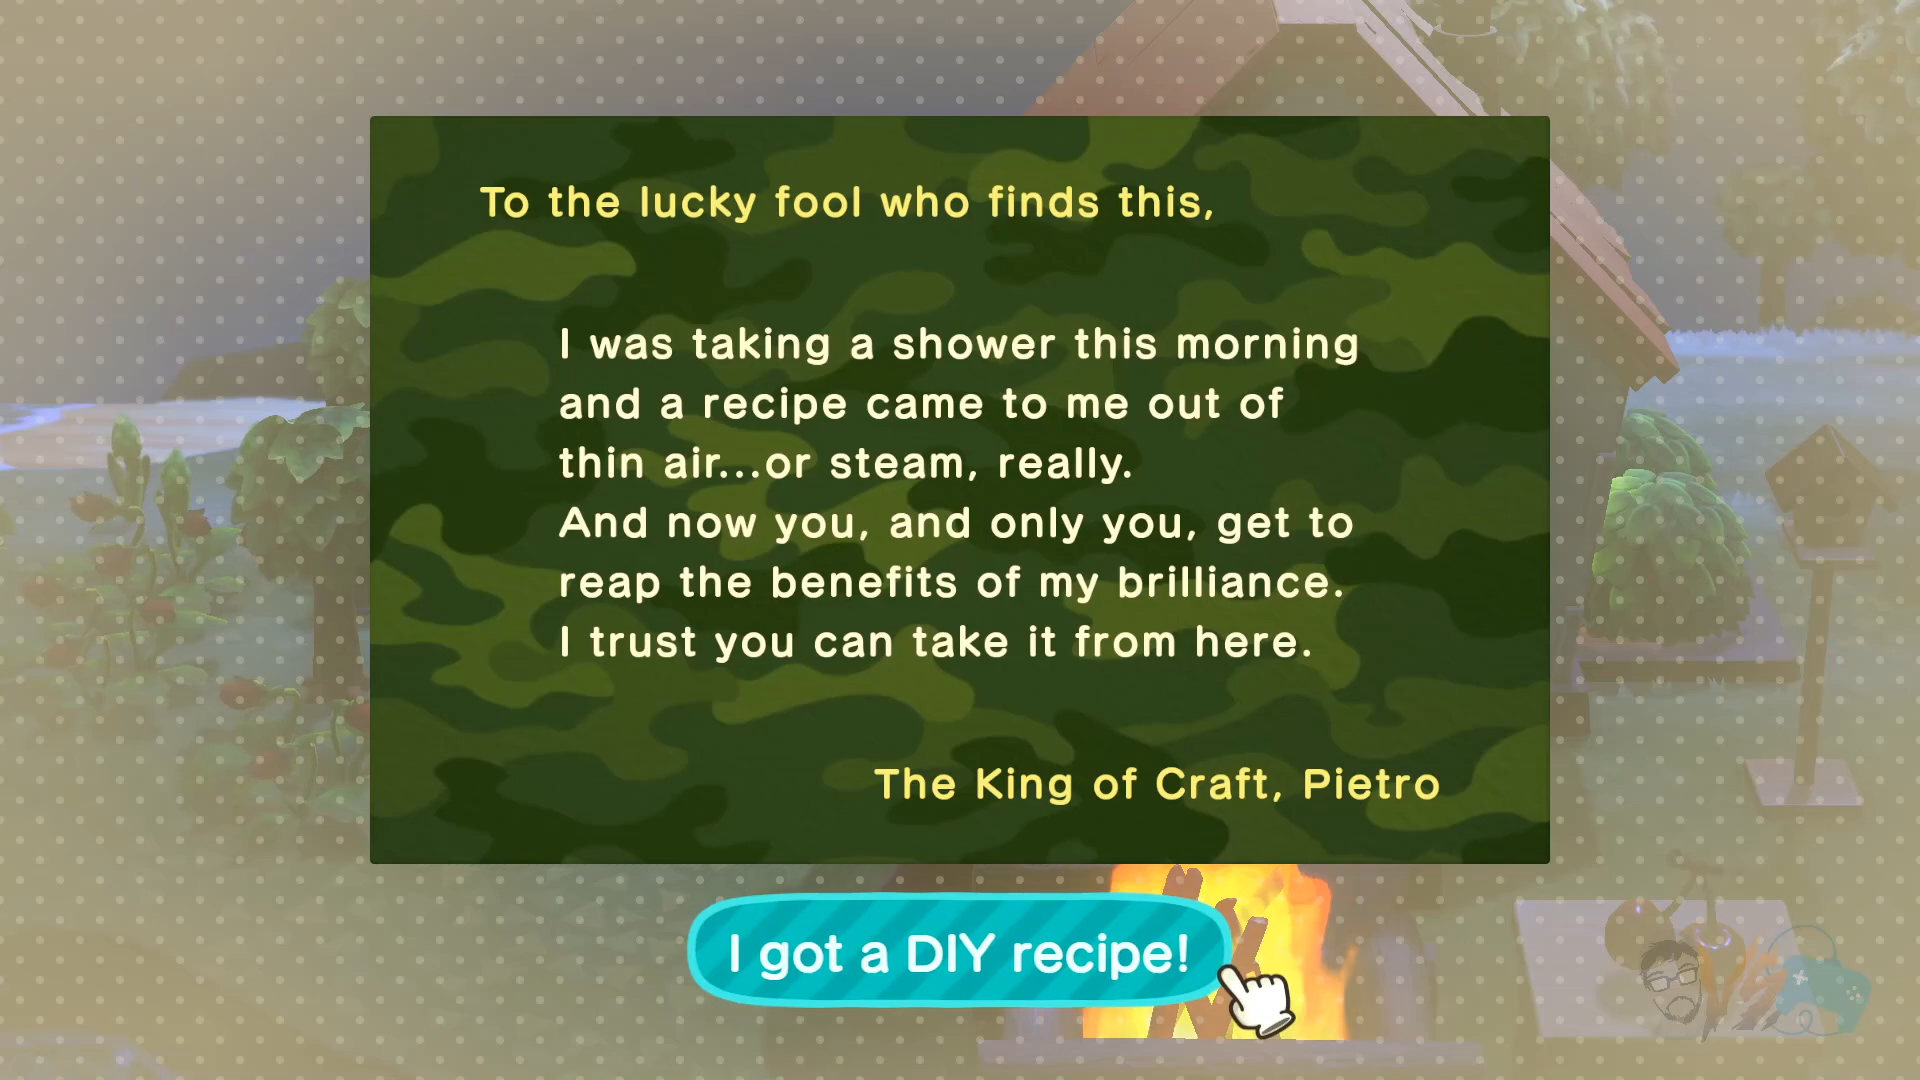 To the lucky fool who finds this,
I was taking a shower this morning
and a recipe came to me out of
thin air...or steam, really.
And now you, and only you, get to
reap the benefits of my brilliance.
I trust you can take it from here.
The King of Craft, Pietro
I got a DIY recipe!